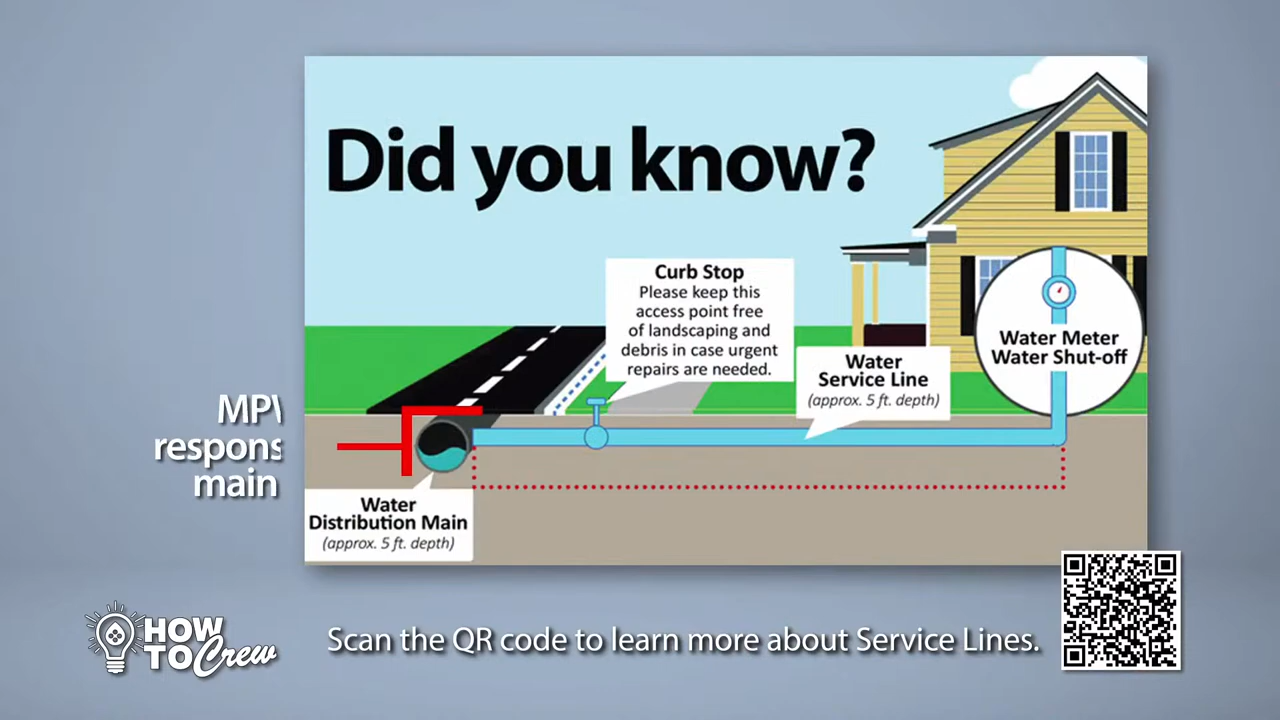 Did you know?
Curb Stop
Please keep this
access point free
of landscaping and
debris in case urgent
repairs are needed.
Water
Service Line
(approx. 5 ft. depth)
Water Meter
Water Shut-off
main
Water
Distribution Main
(approx. 5 ft. depth)
HOW
TO Crew
Scan the QR code to learn more about Service Lines.